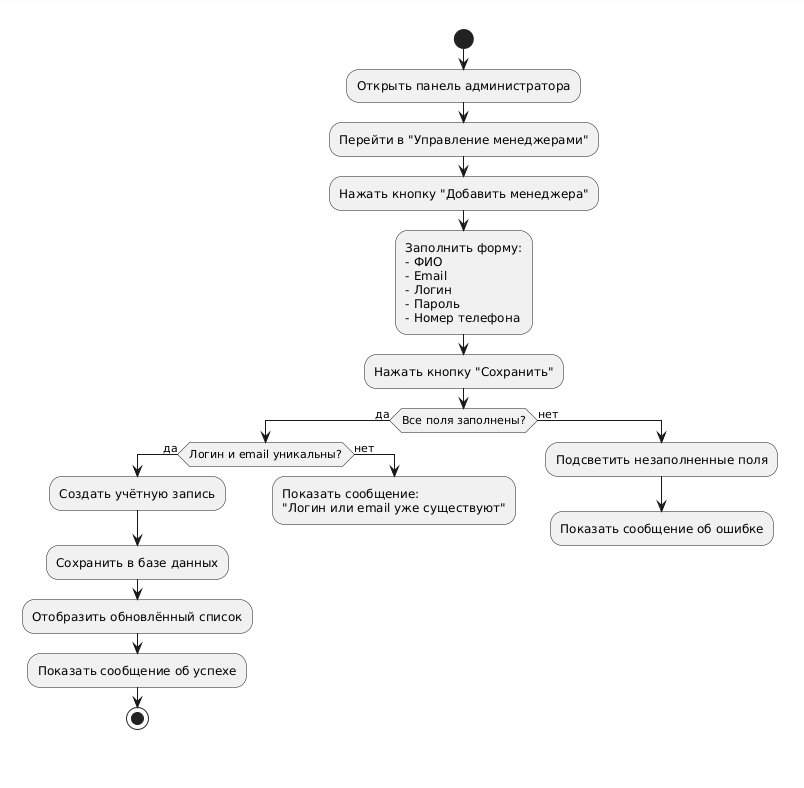 Открыть панель администратора
Перейти в "Управление менеджерами"
Нажать кнопку "Добавить менеджера"
Заполнить форму:
- ФИО
- Email
- Логин
- Пароль
- Номер телефона
Нажать кнопку "Сохранить"
да
Все поля заполнены?
нет
да
Логин и email уникальны?
нет
Подсветить незаполненные поля
Создать учётную запись
Показать сообщение:
"Логин или email уже существуют"
Показать сообщение об ошибке
Сохранить в базе данных
Отобразить обновлённый список
Показать сообщение об успехе